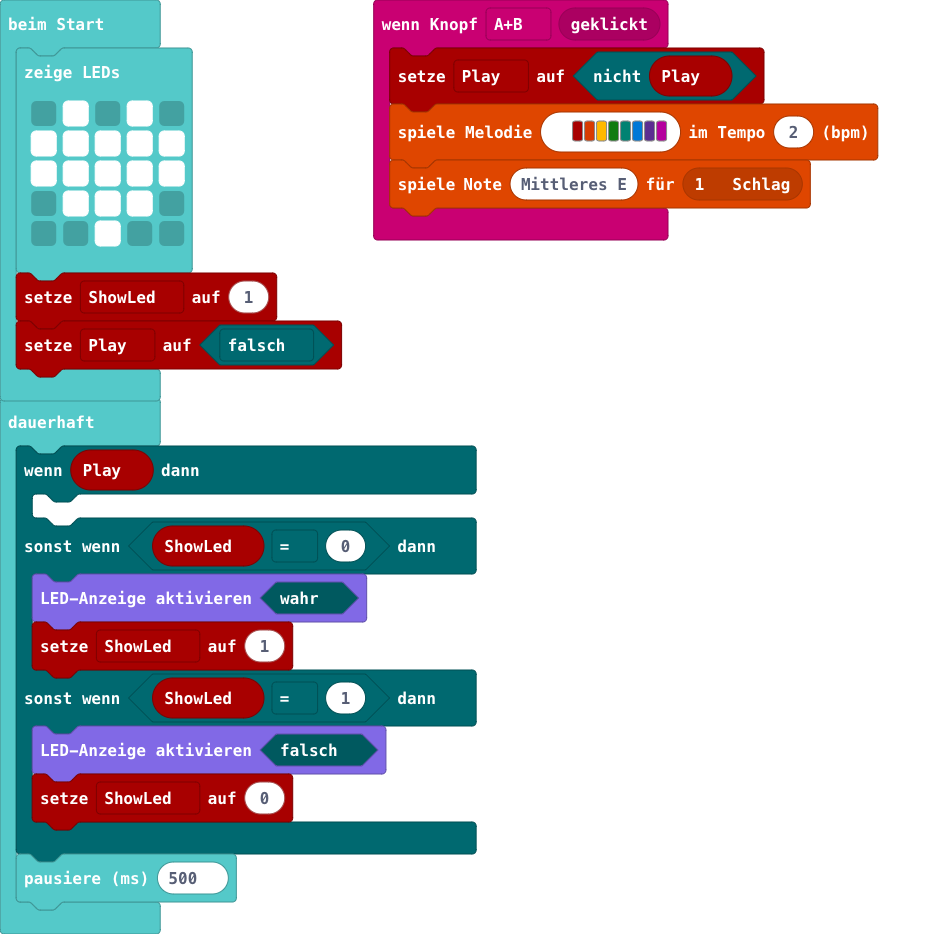 beim Start
zeige LEDs
setze ShowLed auf 1
setze Play auf falsch
wenn Knopf A+B geklickt
setze Play auf nicht Play
spiele Melodie im Tempo 2 (bpm)
spiele Note Mittleres E für 1 Schlag
dauerhaft
wenn Play dann
sonst wenn ShowLed = 0 dann
LED-Anzeige aktivieren wahr
setze ShowLed auf 1
sonst wenn ShowLed = 1 dann
LED-Anzeige aktivieren falsch
setze ShowLed auf 0
pausiere (ms) 500